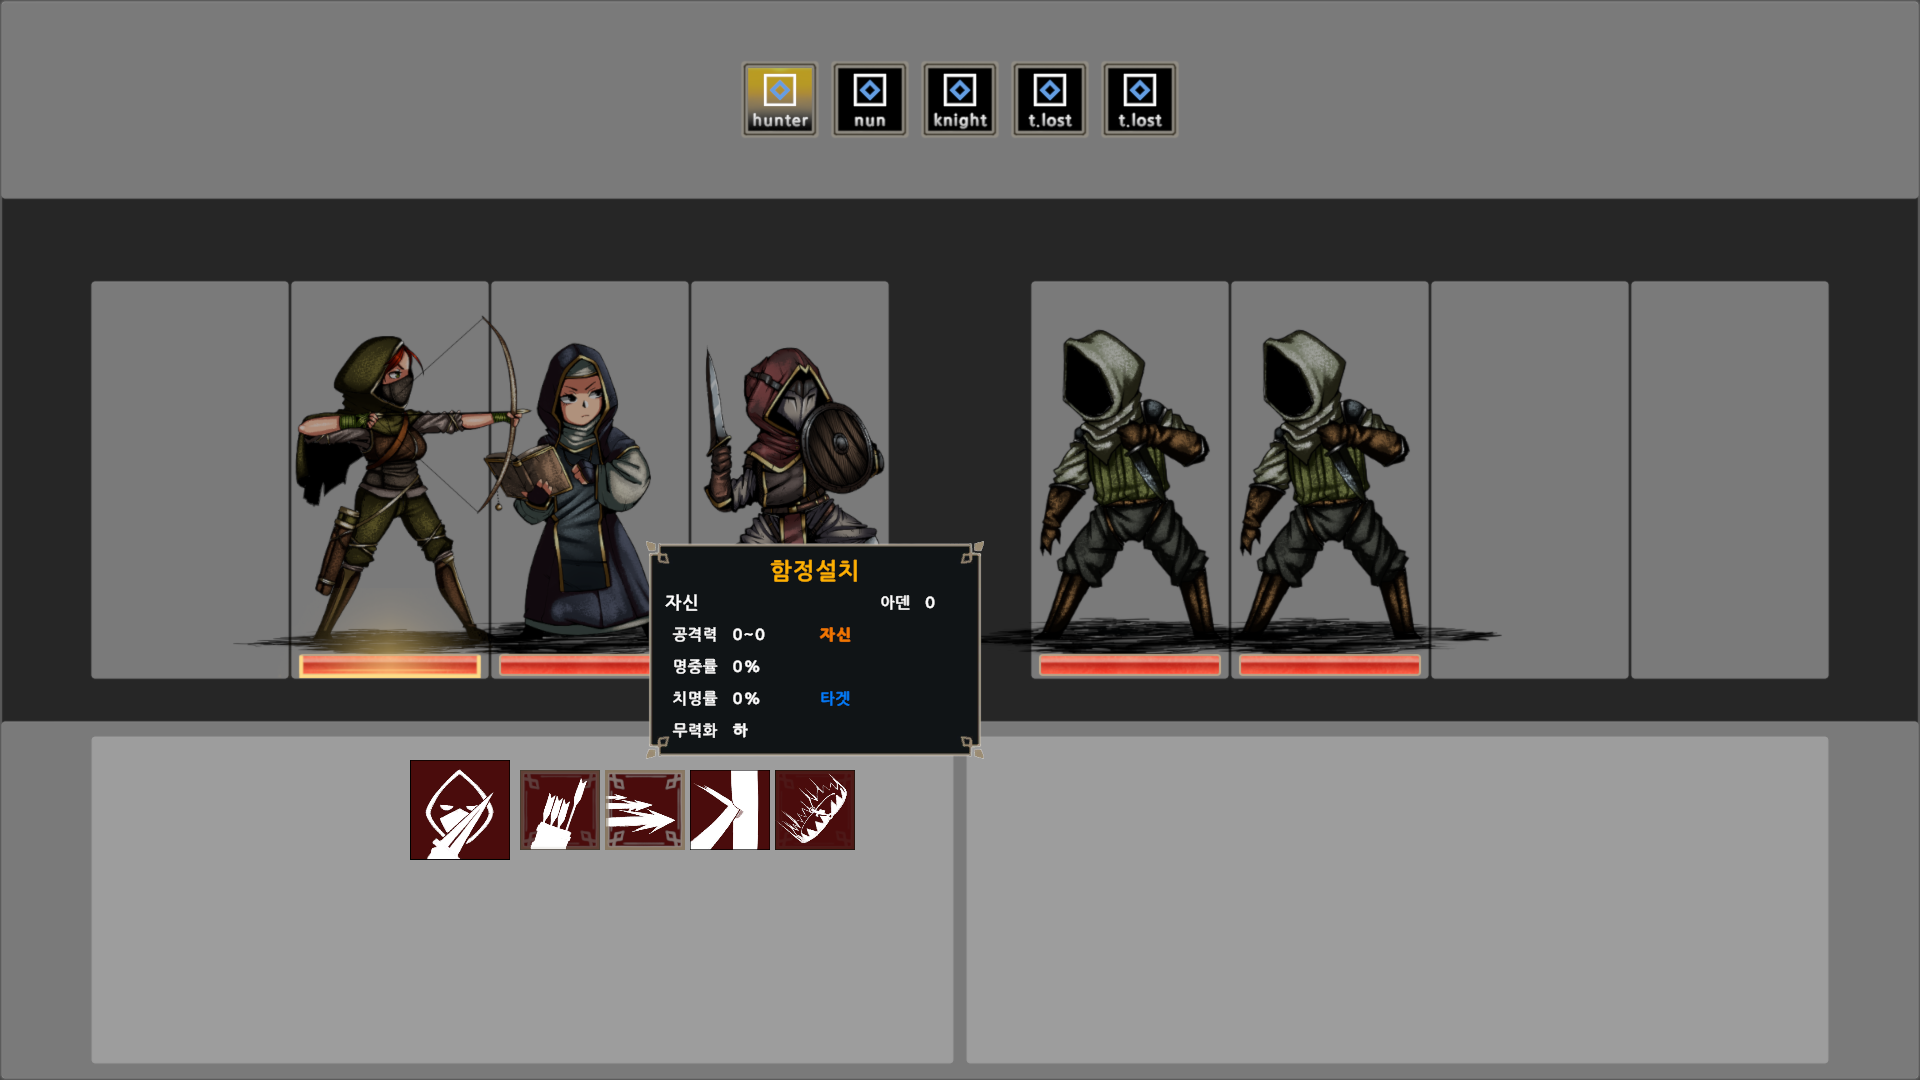 hunter nun knight t.lost t.lost
함정설치
자신 아덴 0
공격력 0~0 자신
명중률 0%
치명률 0% 타겟
무력화 하